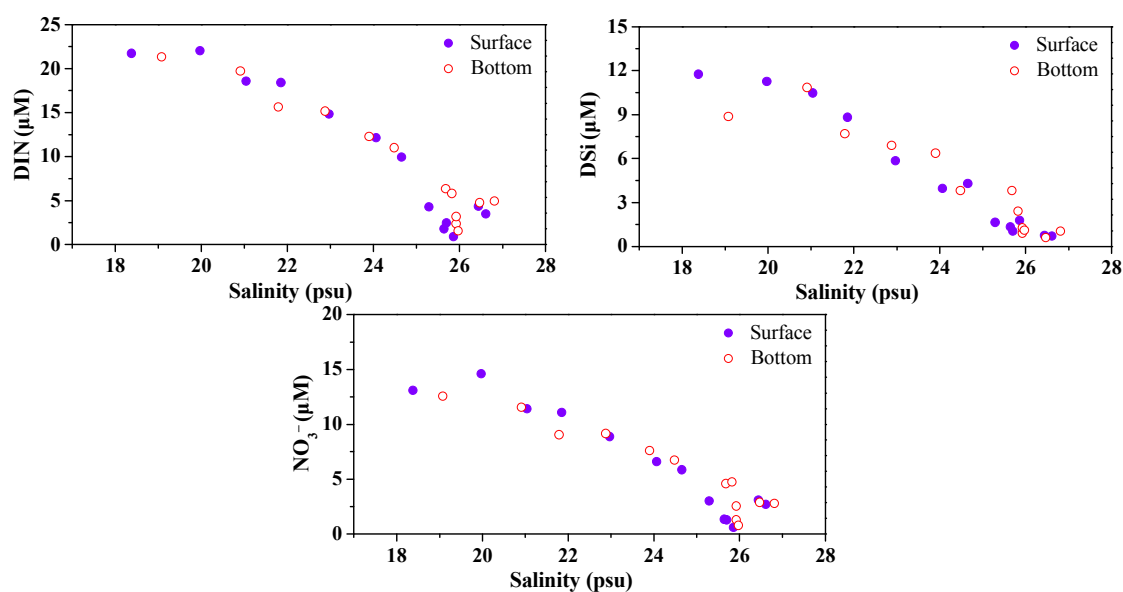 25
20
15
10
5
0
DIN (μM)
Surface
Bottom
18 20 22 24 26 28
Salinity (psu)
15
12
9
6
3
0
DSi (μM)
Surface
Bottom
18 20 22 24 26 28
Salinity (psu)
20
15
10
5
0
NO₃⁻ (μM)
Surface
Bottom
18 20 22 24 26 28
Salinity (psu)